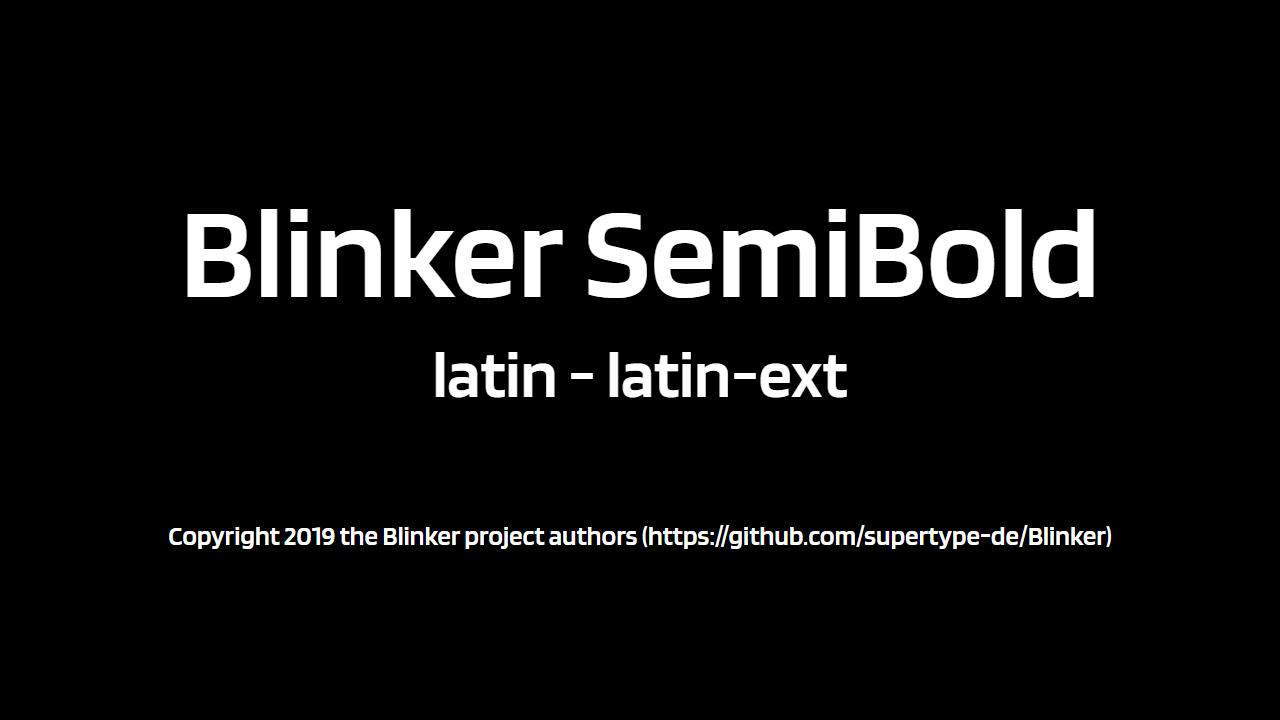 Blinker SemiBold
latin - latin-ext
Copyright 2019 the Blinker project authors (https://github.com/supertype-de/Blinker)